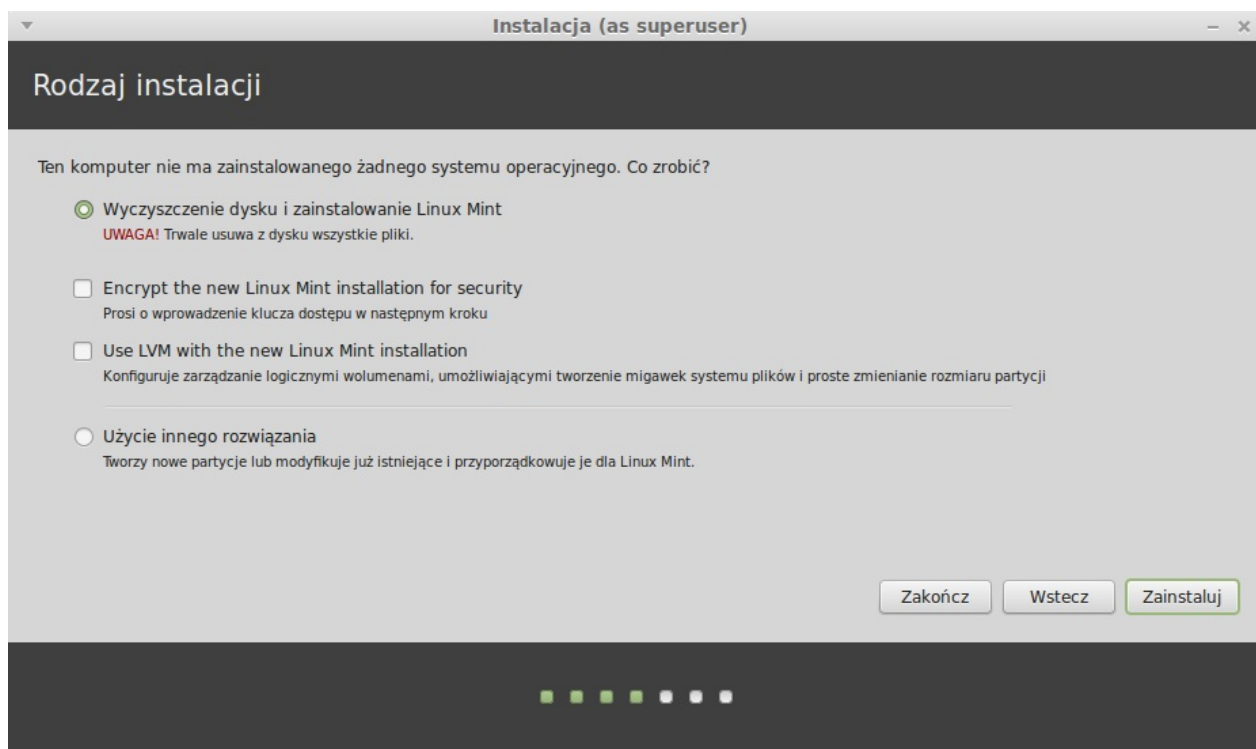 Instalacja (as superuser)
Rodzaj instalacji
Ten komputer nie ma zainstalowanego żadnego systemu operacyjnego. Co zrobić?
Wyczyszczenie dysku i zainstalowanie Linux Mint
UWAGA! Trwale usuwa z dysku wszystkie pliki.
Encrypt the new Linux Mint installation for security
Prosi o wprowadzenie klucza dostępu w następnym kroku
Use LVM with the new Linux Mint installation
Konfiguruje zarządzanie logicznymi wolumenami, umożliwiającymi tworzenie migawek systemu plików i proste zmienianie rozmiaru partycji
Użycie innego rozwiązania
Tworzy nowe partycje lub modyfikuje już istniejące i przyporządkowuje je dla Linux Mint.
Zakończ Wstecz Zainstaluj